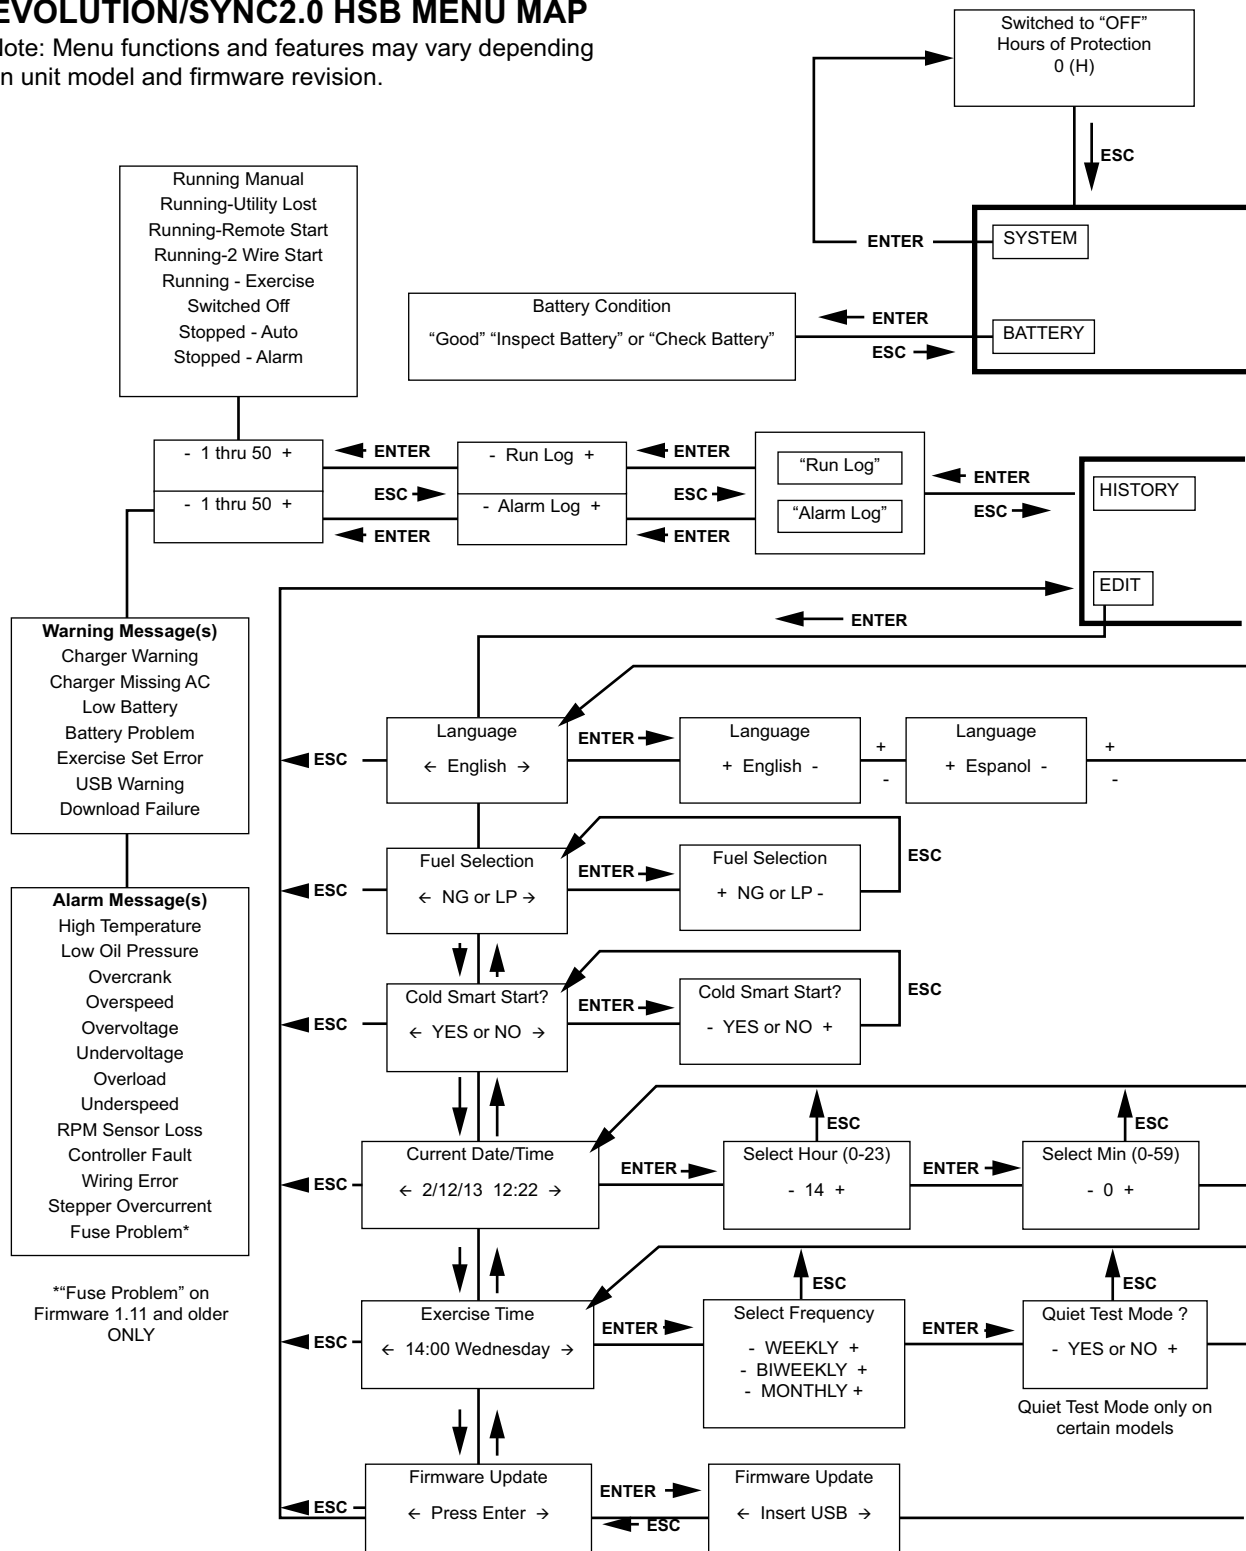 EVOLUTION/SYNC2.0 HSB MENU MAP
Note: Menu functions and features may vary depending
on unit model and firmware revision.
Switched to “OFF”
Hours of Protection
0 (H)
ESC
ENTER
SYSTEM
Running Manual
Running-Utility Lost
Running-Remote Start
Running-2 Wire Start
Running - Exercise
Switched Off
Stopped - Auto
Stopped - Alarm
Battery Condition
“Good” “Inspect Battery” or “Check Battery”
ENTER
ESC
BATTERY
- 1 thru 50 +
ENTER
- Run Log +
ENTER
“Run Log”
ENTER
HISTORY
ESC
ESC
- 1 thru 50 +
- Alarm Log +
“Alarm Log”
ESC
ENTER
ENTER
EDIT
ENTER
Warning Message(s)
Charger Warning
Charger Missing AC
Low Battery
Battery Problem
Exercise Set Error
USB Warning
Download Failure
Alarm Message(s)
High Temperature
Low Oil Pressure
Overcrank
Overspeed
Overvoltage
Undervoltage
Overload
Underspeed
RPM Sensor Loss
Controller Fault
Wiring Error
Stepper Overcurrent
Fuse Problem*
*“Fuse Problem” on
Firmware 1.11 and older
ONLY
ESC
Language
← English →
ENTER
Language
+ English -
+
-
Language
+ Espanol -
+
-
ESC
Fuel Selection
← NG or LP →
ENTER
Fuel Selection
+ NG or LP -
ESC
ESC
Cold Smart Start?
← YES or NO →
ENTER
Cold Smart Start?
- YES or NO +
ESC
ESC
Current Date/Time
← 2/12/13 12:22 →
ENTER
ESC
Select Hour (0-23)
- 14 +
ENTER
ESC
Select Min (0-59)
- 0 +
ESC
Exercise Time
← 14:00 Wednesday →
ENTER
ESC
Select Frequency
- WEEKLY +
- BIWEEKLY +
- MONTHLY +
ENTER
ESC
Quiet Test Mode ?
- YES or NO +
Quiet Test Mode only on
certain models
ESC
Firmware Update
← Press Enter →
ENTER
ESC
Firmware Update
← Insert USB →